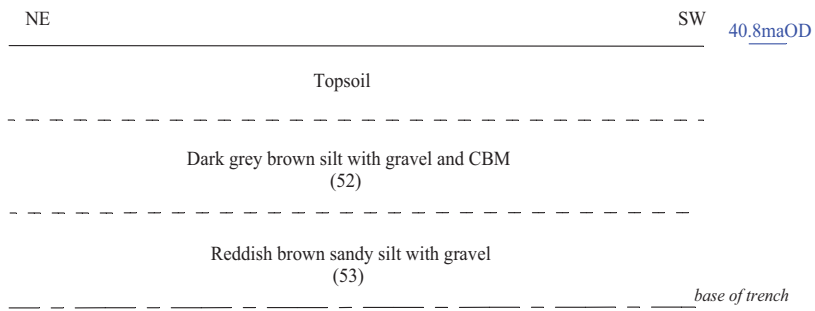 NE
SW
40.8maOD
Topsoil
Dark grey brown silt with gravel and CBM
(52)
Reddish brown sandy silt with gravel
(53)
base of trench